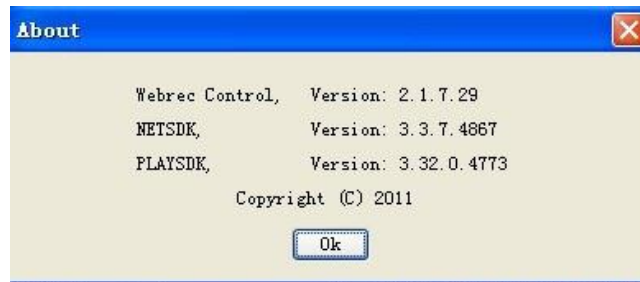 About
Webrec Control, Version: 2.1.7.29
NETSDK, Version: 3.3.7.4867
PLAYSDK, Version: 3.32.0.4773
Copyright (C) 2011
Ok